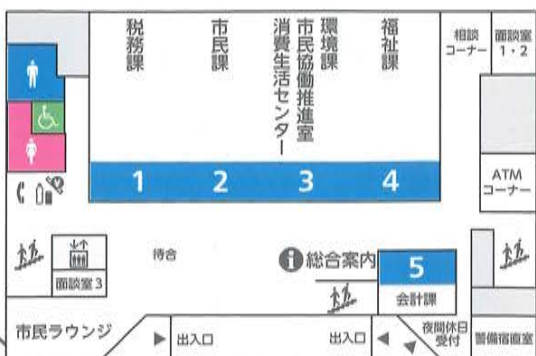 税務課
市民課
環境課
市民協働推進室
消費生活センター
福祉課
相談
コーナー
面談室
1・2
1
2
3
4
ATM
コーナー
面談室3
待合
i総合案内
5
会計課
市民ラウンジ
出入口
出入口
夜間休日
受付
警備宿直室